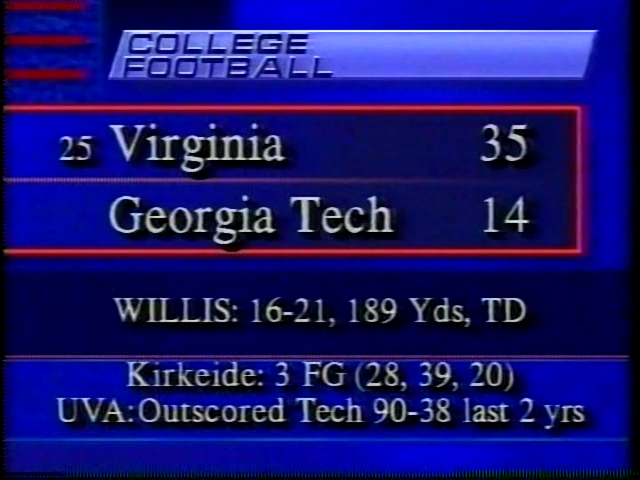 COLLEGE
FOOTBALL
25 Virginia 35
Georgia Tech 14
WILLIS: 16-21, 189 Yds, TD
Kirkeide: 3 FG (28, 39, 20)
UVA: Outscored Tech 90-38 last 2 yrs